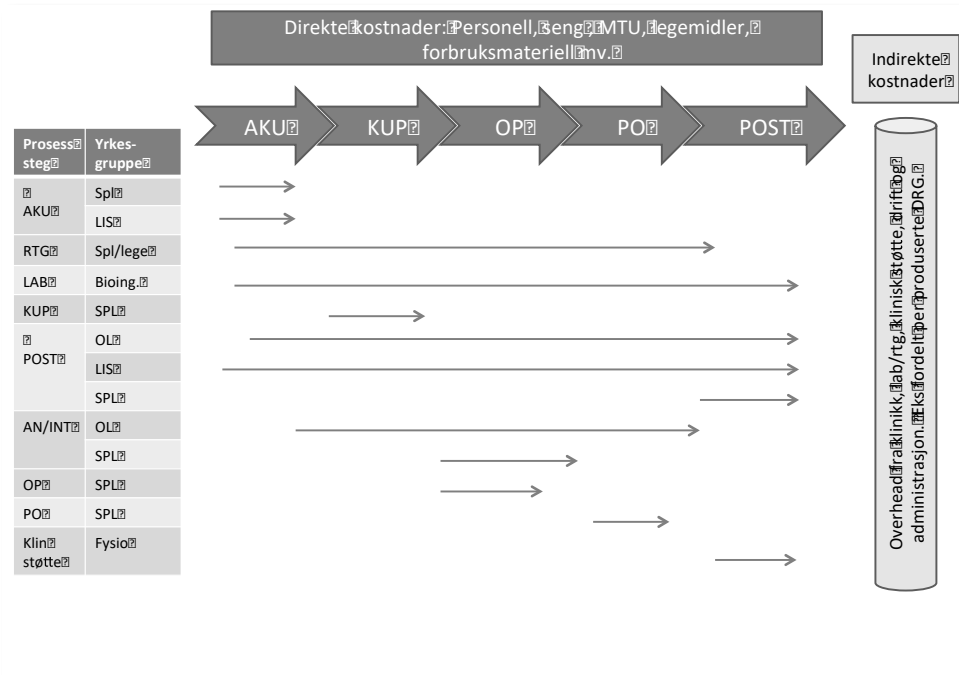 Direkte kostnader: Personell, seng, MTU, legemidler,
forbruksmateriell mv.
Indirekte
kostnader
AKU KUP OP PO POST
Prosess Yrkes-
steg gruppe
AKU Spl
LIS
RTG Spl/lege
LAB Bioing.
KUP SPL
POST OL
LIS
SPL
AN/INT OL
SPL
OP SPL
PO SPL
Klin Fysio
støtte
Overhead fra klinikk, lab/rtg, klinisk støtte, drift og
administrasjon. Eks fordelt per produserte DRG.